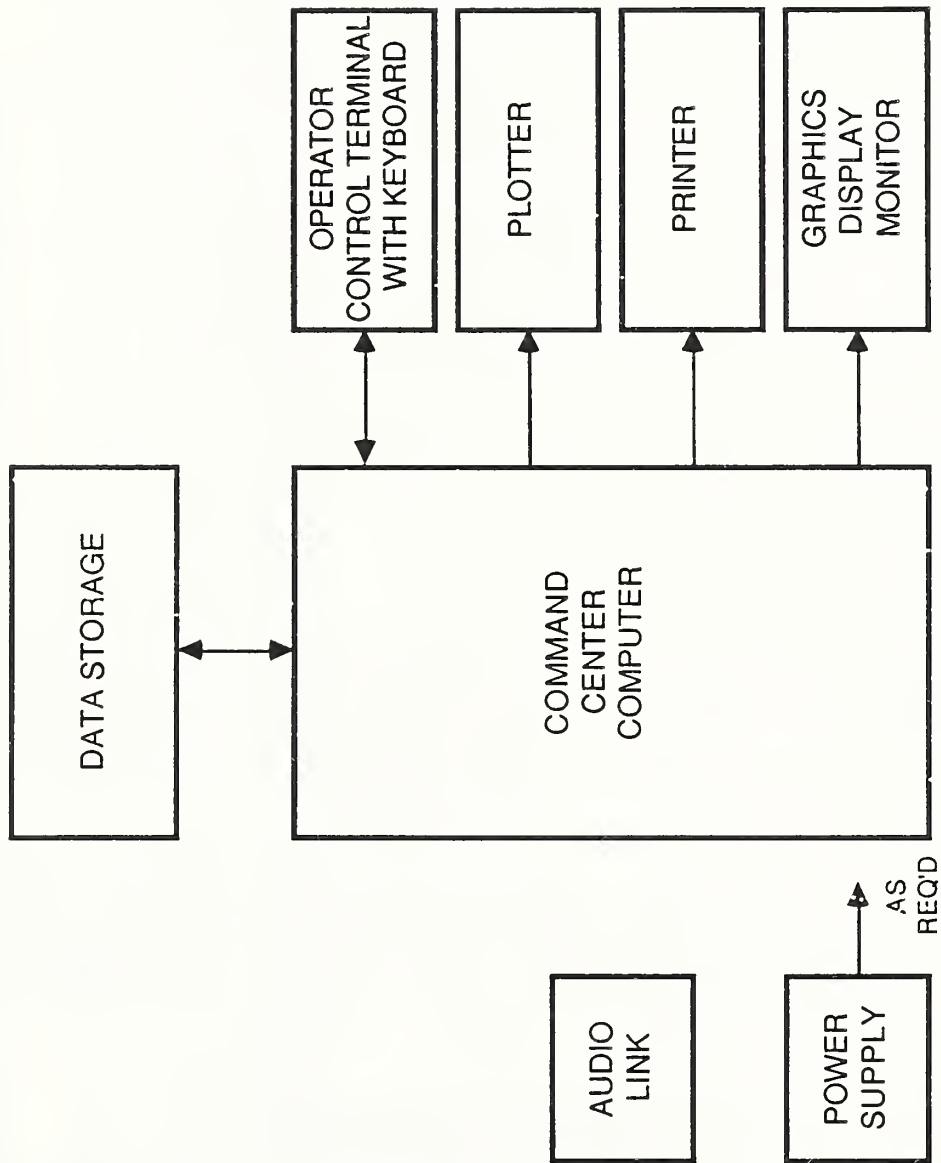 DATA STORAGE
OPERATOR
CONTROL TERMINAL
WITH KEYBOARD
PLOTTER
PRINTER
GRAPHICS
DISPLAY
MONITOR
COMMAND
CENTER
COMPUTER
AUDIO
LINK
POWER
SUPPLY
AS
REQ'D